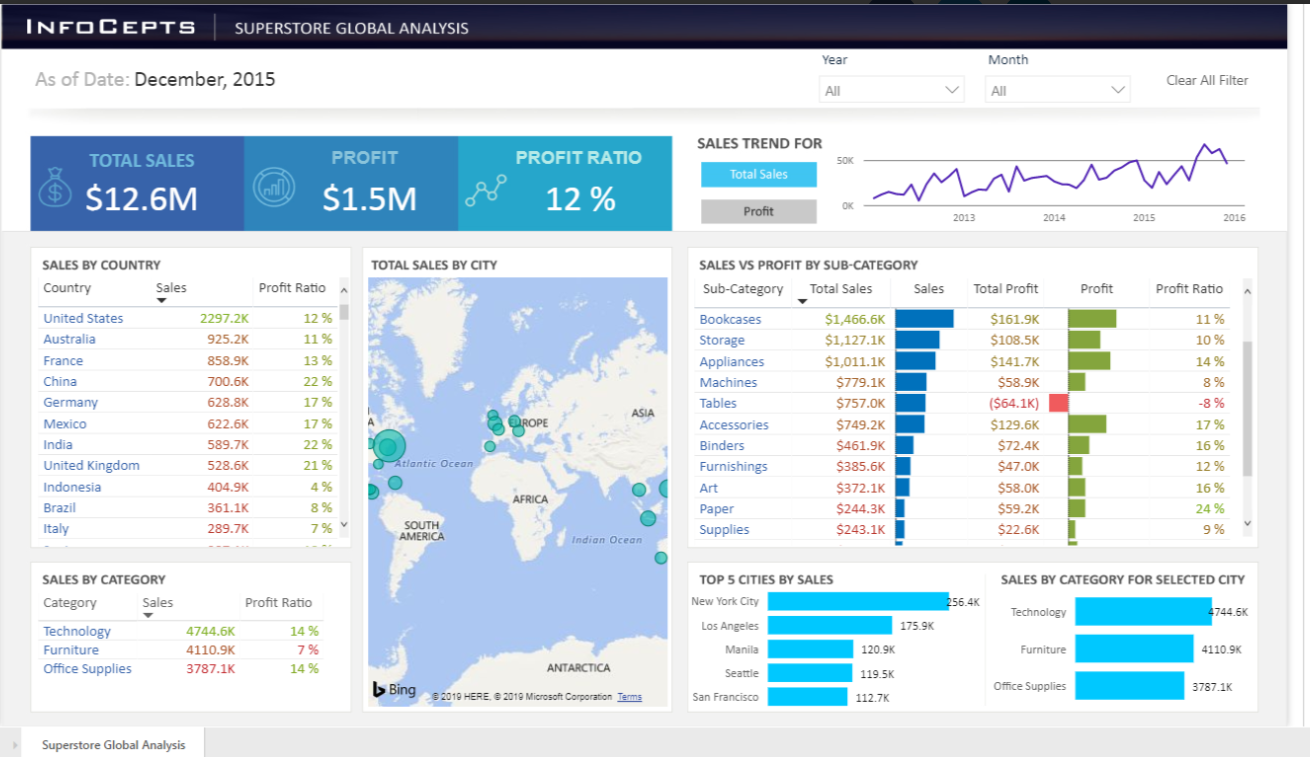 INFOCEPTS SUPERSTORE GLOBAL ANALYSIS
As of Date: December, 2015
Year
All
Month
All
Clear All Filter
TOTAL SALES
$12.6M
PROFIT
$1.5M
PROFIT RATIO
12 %
SALES TREND FOR
Total Sales
Profit
50K
0K
2013 2014 2015 2016
SALES BY COUNTRY
Country Sales Profit Ratio
United States 2297.2K 12 %
Australia 925.2K 11 %
France 858.9K 13 %
China 700.6K 22 %
Germany 628.8K 17 %
Mexico 622.6K 17 %
India 589.7K 22 %
United Kingdom 528.6K 21 %
Indonesia 404.9K 4 %
Brazil 361.1K 8 %
Italy 289.7K 7 %
SALES BY CATEGORY
Category Sales Profit Ratio
Technology 4744.6K 14 %
Furniture 4110.9K 7 %
Office Supplies 3787.1K 14 %
TOTAL SALES BY CITY
ASIA
EUROPE
Atlantic Ocean
AFRICA
SOUTH
AMERICA
Indian Ocean
ANTARCTICA
Bing
© 2019 HERE, © 2019 Microsoft Corporation Terms
SALES VS PROFIT BY SUB-CATEGORY
Sub-Category Total Sales Sales Total Profit Profit Profit Ratio
Bookcases $1,466.6K $161.9K 11 %
Storage $1,127.1K $108.5K 10 %
Appliances $1,011.1K $141.7K 14 %
Machines $779.1K $58.9K 8 %
Tables $757.0K ($64.1K) -8 %
Accessories $749.2K $129.6K 17 %
Binders $461.9K $72.4K 16 %
Furnishings $385.6K $47.0K 12 %
Art $372.1K $58.0K 16 %
Paper $244.3K $59.2K 24 %
Supplies $243.1K $22.6K 9 %
TOP 5 CITIES BY SALES
New York City 256.4K
Los Angeles 175.9K
Manila 120.9K
Seattle 119.5K
San Francisco 112.7K
SALES BY CATEGORY FOR SELECTED CITY
Technology 4744.6K
Furniture 4110.9K
Office Supplies 3787.1K
Superstore Global Analysis